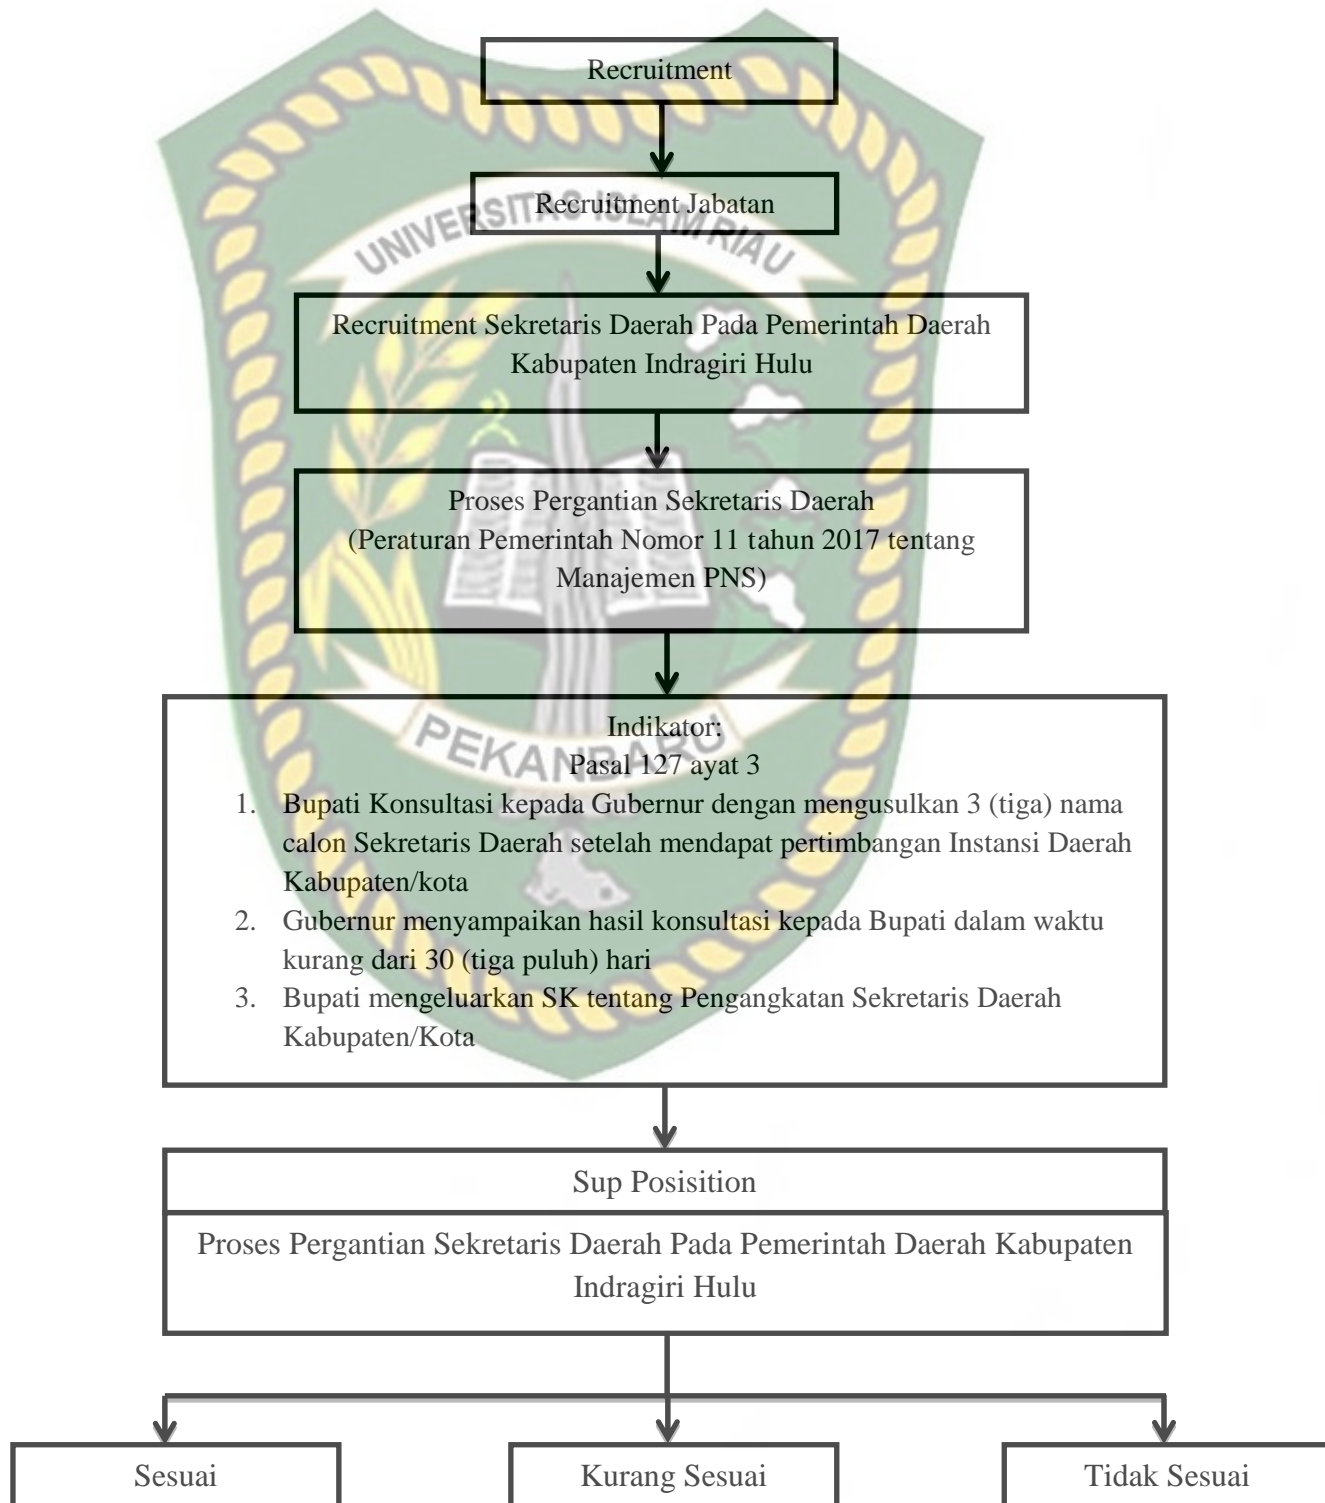 Recruitment
Recruitment Jabatan
UNIVERSITAS ISLAM RIAU
Recruitment Sekretaris Daerah Pada Pemerintah Daerah
Kabupaten Indragiri Hulu
Proses Pergantian Sekretaris Daerah
(Peraturan Pemerintah Nomor 11 tahun 2017 tentang
Manajemen PNS)
Indikator:
PEKANBARU
Pasal 127 ayat 3
1. Bupati Konsultasi kepada Gubernur dengan mengusulkan 3 (tiga) nama
calon Sekretaris Daerah setelah mendapat pertimbangan Instansi Daerah
Kabupaten/kota
2. Gubernur menyampaikan hasil konsultasi kepada Bupati dalam waktu
kurang dari 30 (tiga puluh) hari
3. Bupati mengeluarkan SK tentang Pengangkatan Sekretaris Daerah
Kabupaten/Kota
Sup Posisition
Proses Pergantian Sekretaris Daerah Pada Pemerintah Daerah Kabupaten
Indragiri Hulu
Sesuai
Kurang Sesuai
Tidak Sesuai